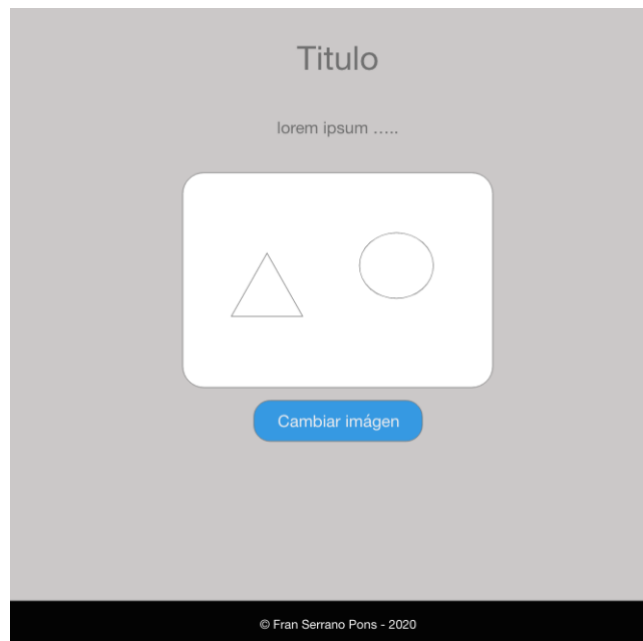 Titulo
lorem ipsum …..
Cambiar imágen
© Fran Serrano Pons - 2020